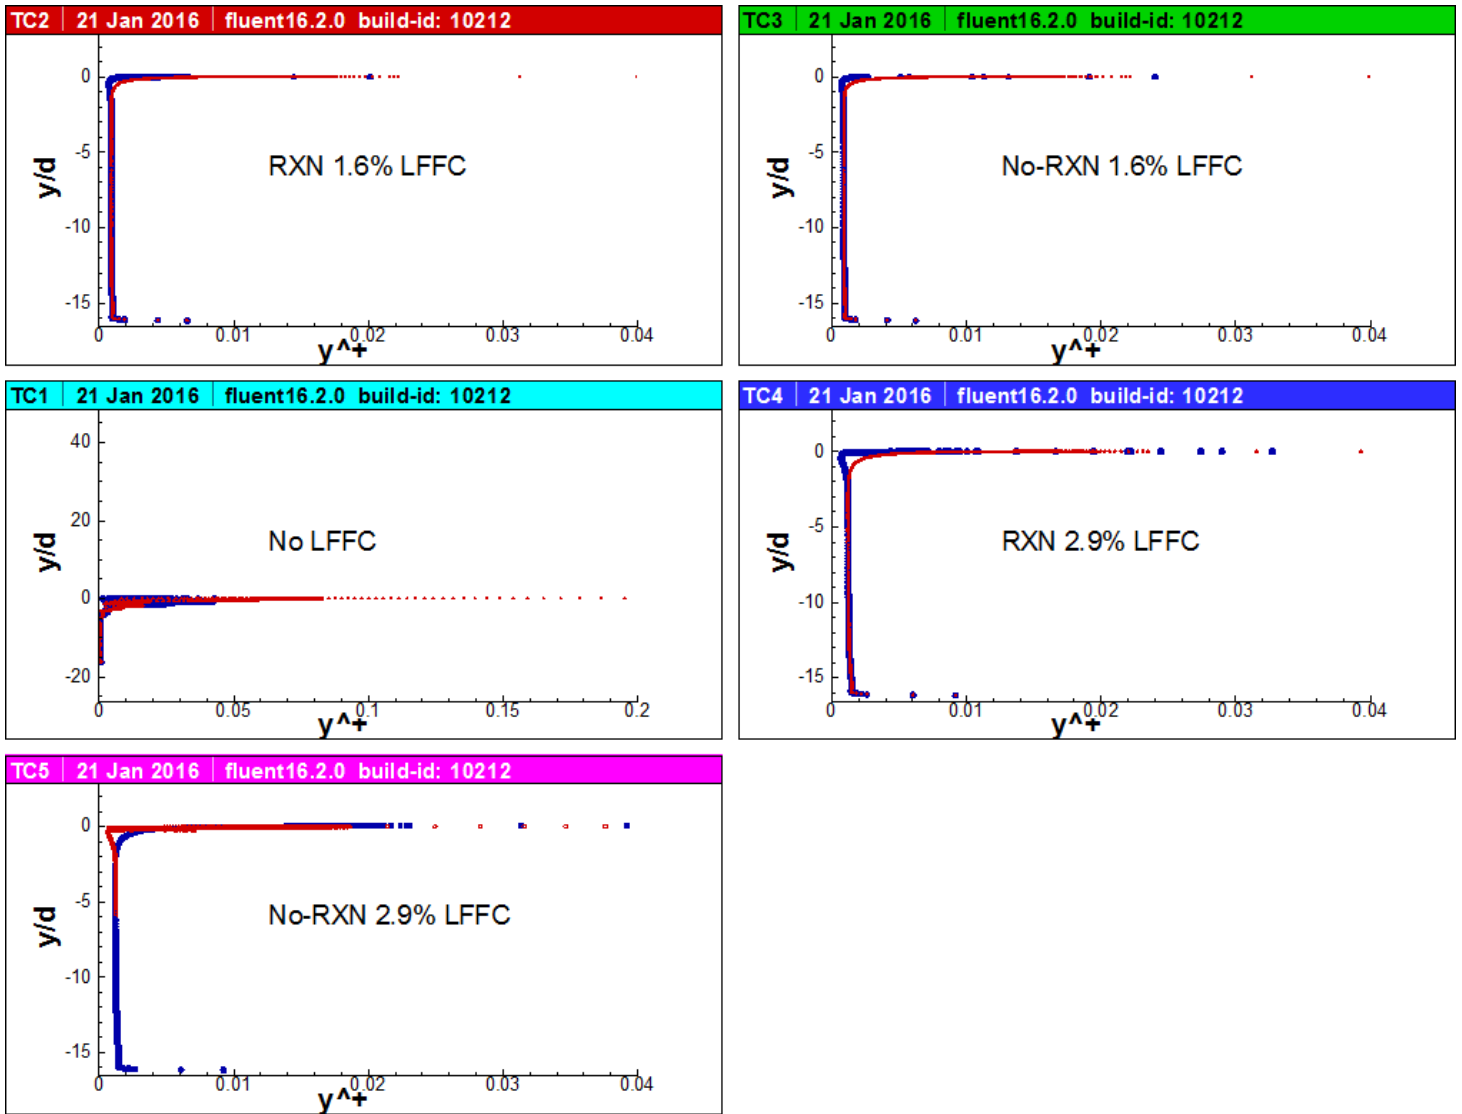 TC2 21 Jan 2016 fluent16.2.0 build-id: 10212
0
-5
-10
-15
y/d
RXN 1.6% LFFC
0 0.01 0.02 0.03 0.04
y^+
TC3 21 Jan 2016 fluent16.2.0 build-id: 10212
0
-5
-10
-15
y/d
No-RXN 1.6% LFFC
0 0.01 0.02 0.03 0.04
y^+
TC1 21 Jan 2016 fluent16.2.0 build-id: 10212
40
20
0
-20
y/d
No LFFC
0 0.05 0.1 0.15 0.2
y^+
TC4 21 Jan 2016 fluent16.2.0 build-id: 10212
0
-5
-10
-15
y/d
RXN 2.9% LFFC
0 0.01 0.02 0.03 0.04
y^+
TC5 21 Jan 2016 fluent16.2.0 build-id: 10212
0
-5
-10
-15
y/d
No-RXN 2.9% LFFC
0 0.01 0.02 0.03 0.04
y^+